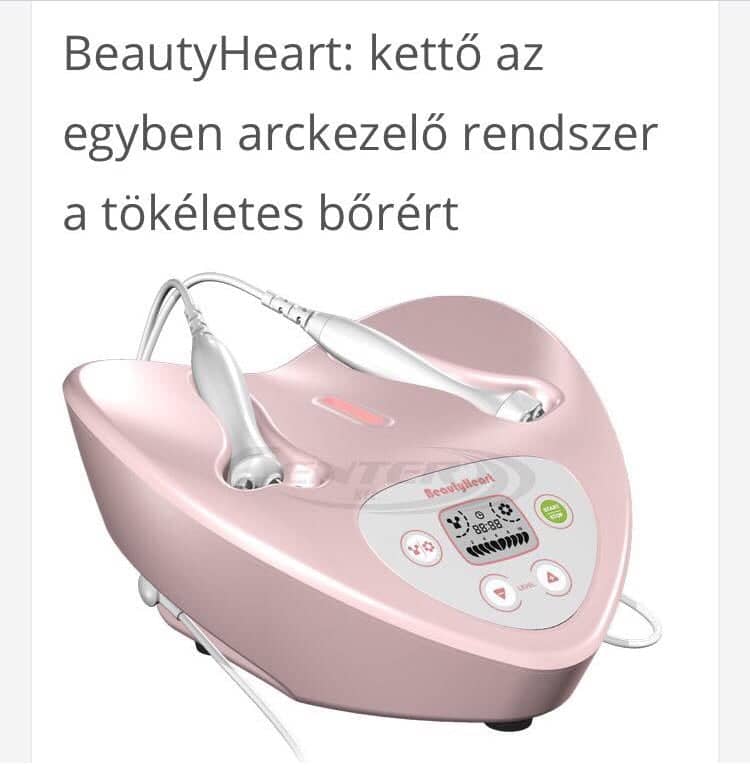 BeautyHeart: kettő az
egyben arckezelő rendszer
a tökéletes bőrért
BeautyHeart
88:88
START
STOP
LEVEL